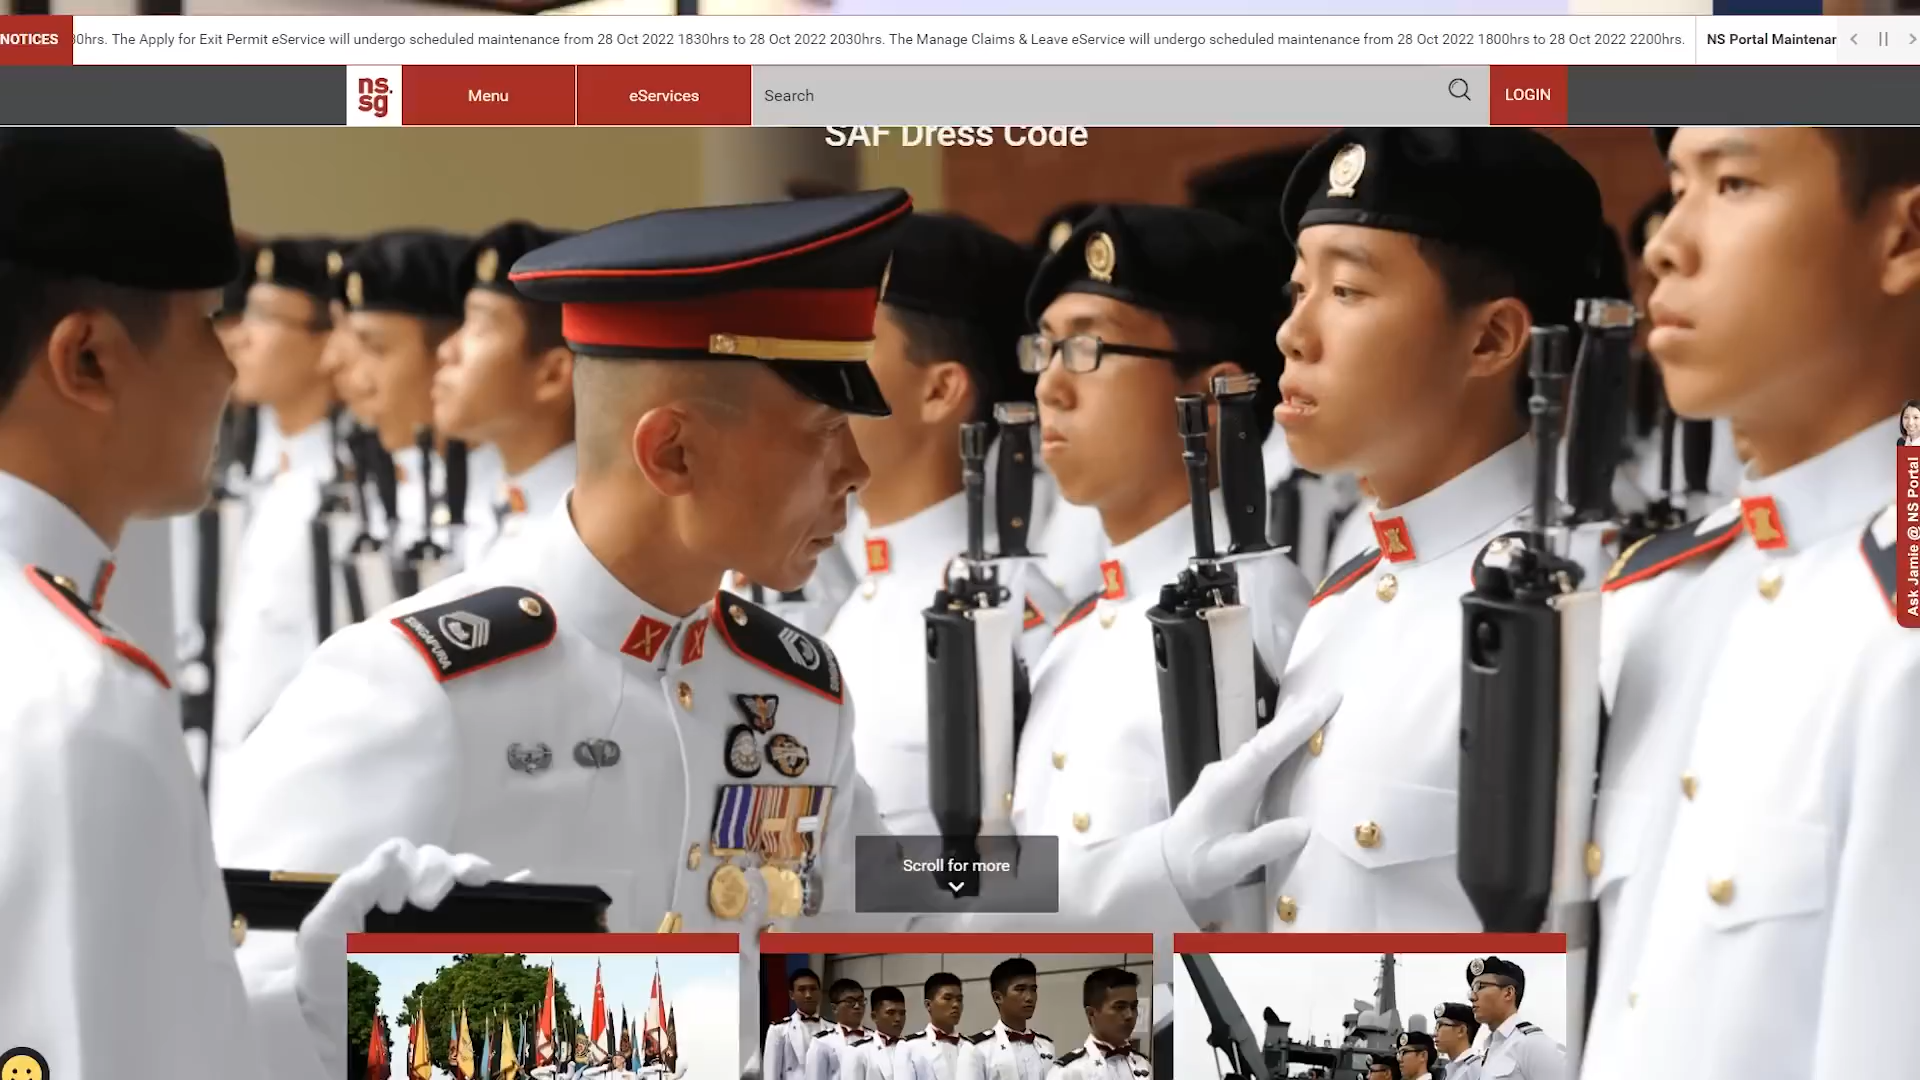 NOTICES
30hrs. The Apply for Exit Permit eService will undergo scheduled maintenance from 28 Oct 2022 1830hrs to 28 Oct 2022 2030hrs. The Manage Claims & Leave eService will undergo scheduled maintenance from 28 Oct 2022 1800hrs to 28 Oct 2022 2200hrs.
NS Portal Maintenan
ns.
sg
Menu
eServices
Search
LOGIN
SAF Dress Code
SINGAPURA
Ask Jamie @ NS Portal
Scroll for more